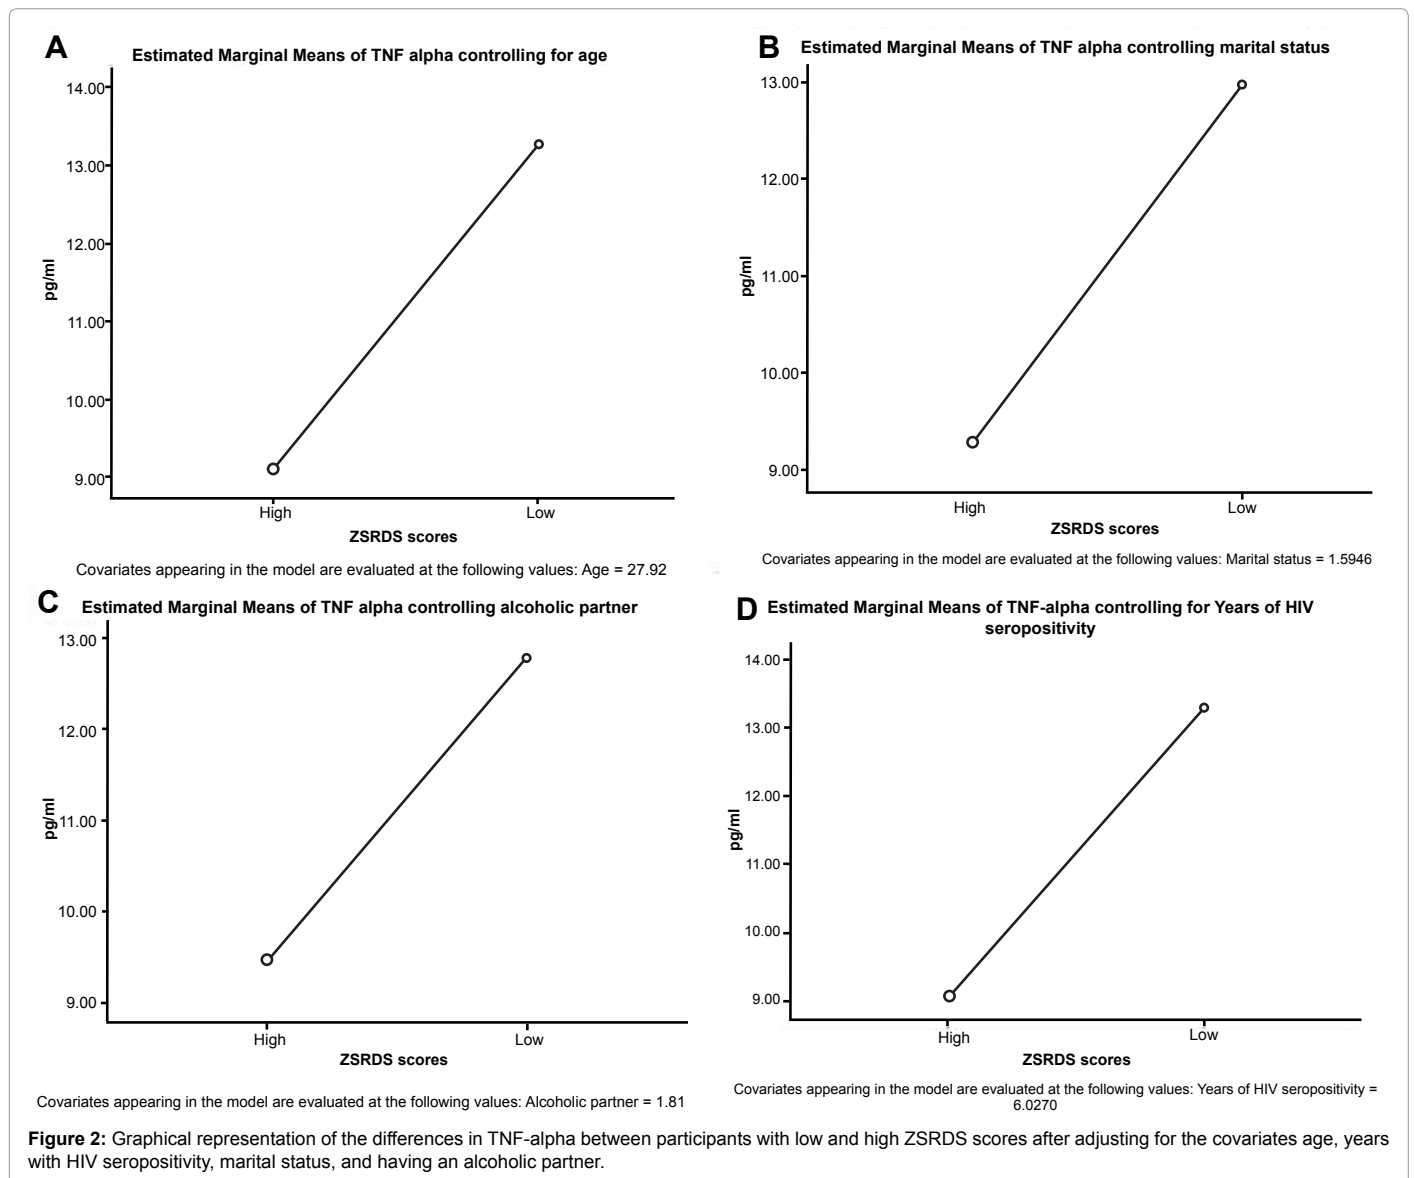 A
Estimated Marginal Means of TNF alpha controlling for age
14.00
13.00
12.00
11.00
10.00
9.00
pg/ml
High
Low
ZSRDS scores
Covariates appearing in the model are evaluated at the following values: Age = 27.92
B
Estimated Marginal Means of TNF alpha controlling marital status
13.00
12.00
11.00
10.00
9.00
pg/ml
High
Low
ZSRDS scores
Covariates appearing in the model are evaluated at the following values: Marital status = 1.5946
C
Estimated Marginal Means of TNF alpha controlling alcoholic partner
13.00
12.00
11.00
10.00
9.00
pg/ml
High
Low
ZSRDS scores
Covariates appearing in the model are evaluated at the following values: Alcoholic partner = 1.81
D
Estimated Marginal Means of TNF-alpha controlling for Years of HIV
seropositivity
14.00
13.00
12.00
11.00
10.00
9.00
pg/ml
High
Low
ZSRDS scores
Covariates appearing in the model are evaluated at the following values: Years of HIV seropositivity =
6.0270
Figure 2: Graphical representation of the differences in TNF-alpha between participants with low and high ZSRDS scores after adjusting for the covariates age, years
with HIV seropositivity, marital status, and having an alcoholic partner.